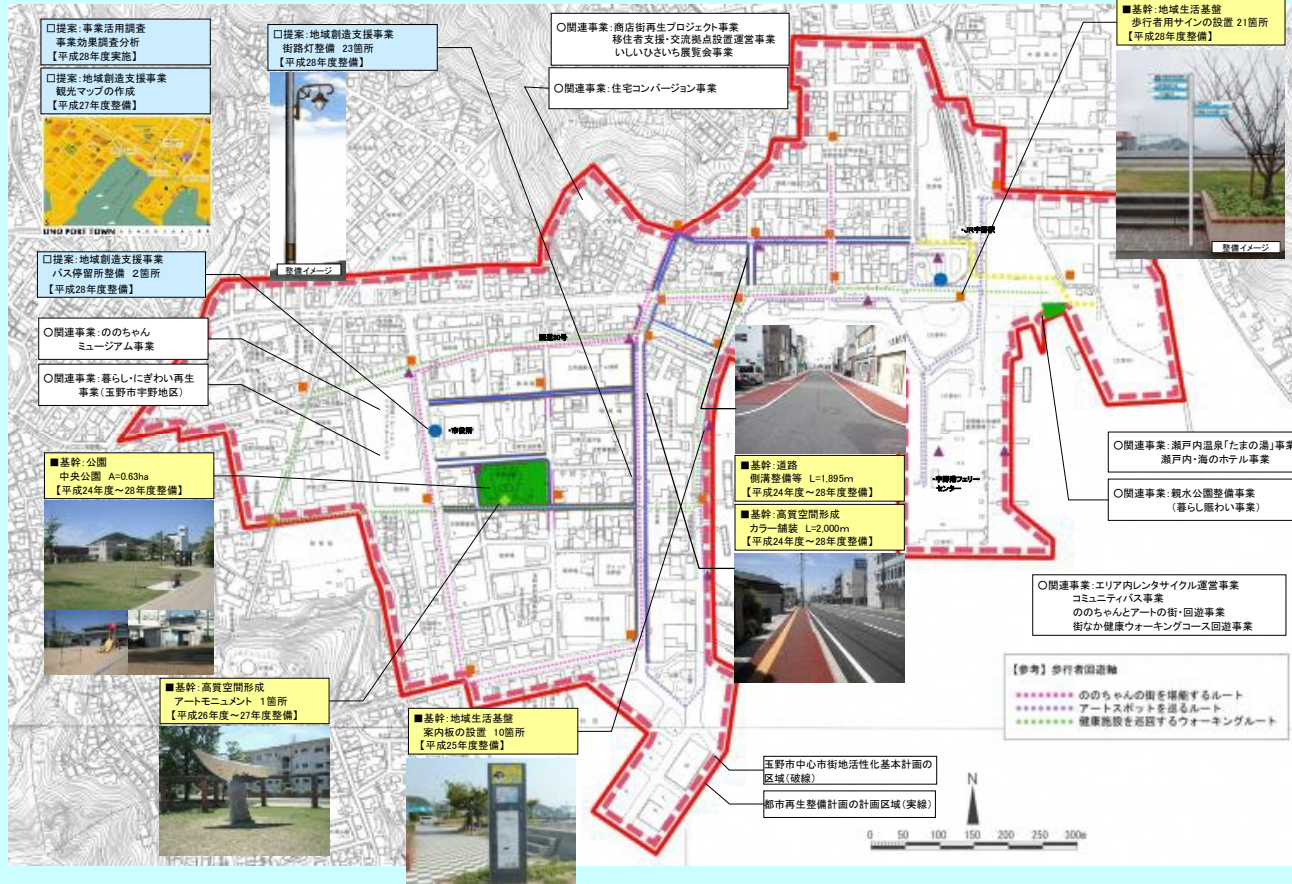 □提案:事業活用調査
事業効果調査分析
【平成28年度実施】
□提案:地域創造支援事業
観光マップの作成
【平成27年度整備】
UNO PORT TOWN
□提案:地域創造支援事業
街路灯整備 23箇所
【平成28年度整備】
整備イメージ
○関連事業:商店街再生プロジェクト事業
移住者支援・交流拠点設置運営事業
いしいひさいち展覧会事業
○関連事業:住宅コンバージョン事業
■基幹:地域生活基盤
歩行者用サインの設置 21箇所
【平成28年度整備】
整備イメージ
□提案:地域創造支援事業
バス停留所整備 2箇所
【平成28年度整備】
○関連事業:ののちゃん
ミュージアム事業
○関連事業:暮らし・にぎわい再生
事業(玉野市宇野地区)
・JR宇野駅
国道30号
・市役所
・宇野港フェリー
センター
■基幹:公園
中央公園 A=0.63ha
【平成24年度~28年度整備】
■基幹:道路
側溝整備等 L=1,895m
【平成24年度~28年度整備】
■基幹:高質空間形成
カラー舗装 L=2,000m
【平成24年度~28年度整備】
○関連事業:瀬戸内温泉「たまの湯」事業
瀬戸内・海のホテル事業
○関連事業:親水公園整備事業
(暮らし賑わい事業)
○関連事業:エリア内レンタサイクル運営事業
コミュニティバス事業
ののちゃんとアートの街・回遊事業
街なか健康ウォーキングコース回遊事業
【参考】歩行者回遊軸
ののちゃんの街を堪能するルート
アートスポットを巡るルート
健康施設を巡回するウォーキングルート
■基幹:高質空間形成
アートモニュメント 1箇所
【平成26年度~27年度整備】
■基幹:地域生活基盤
案内板の設置 10箇所
【平成25年度整備】
玉野市中心市街地活性化基本計画の
区域(破線)
都市再生整備計画の計画区域(実線)
N
0 50 100 150 200 300m